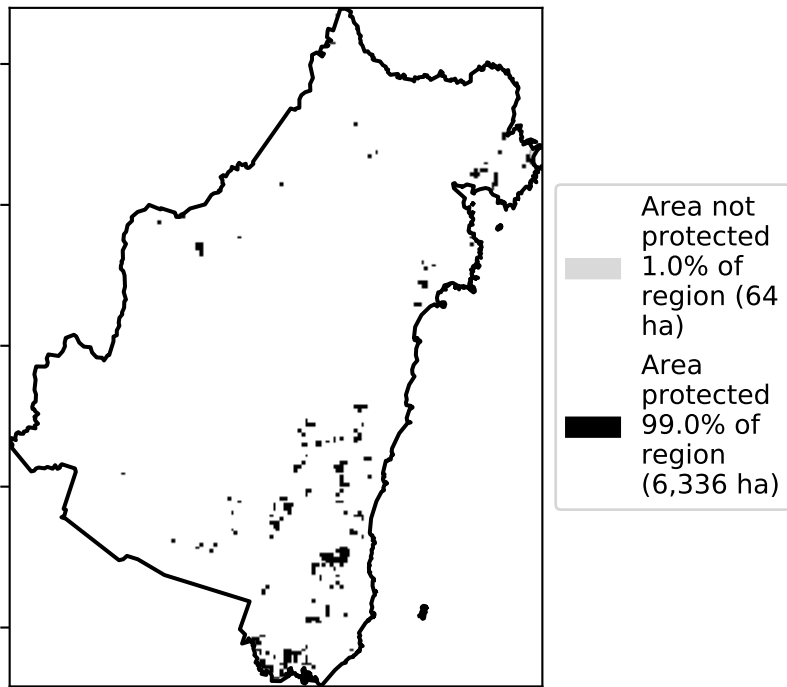 Area not
protected
1.0% of
region (64
ha)
Area
protected
99.0% of
region
(6,336 ha)